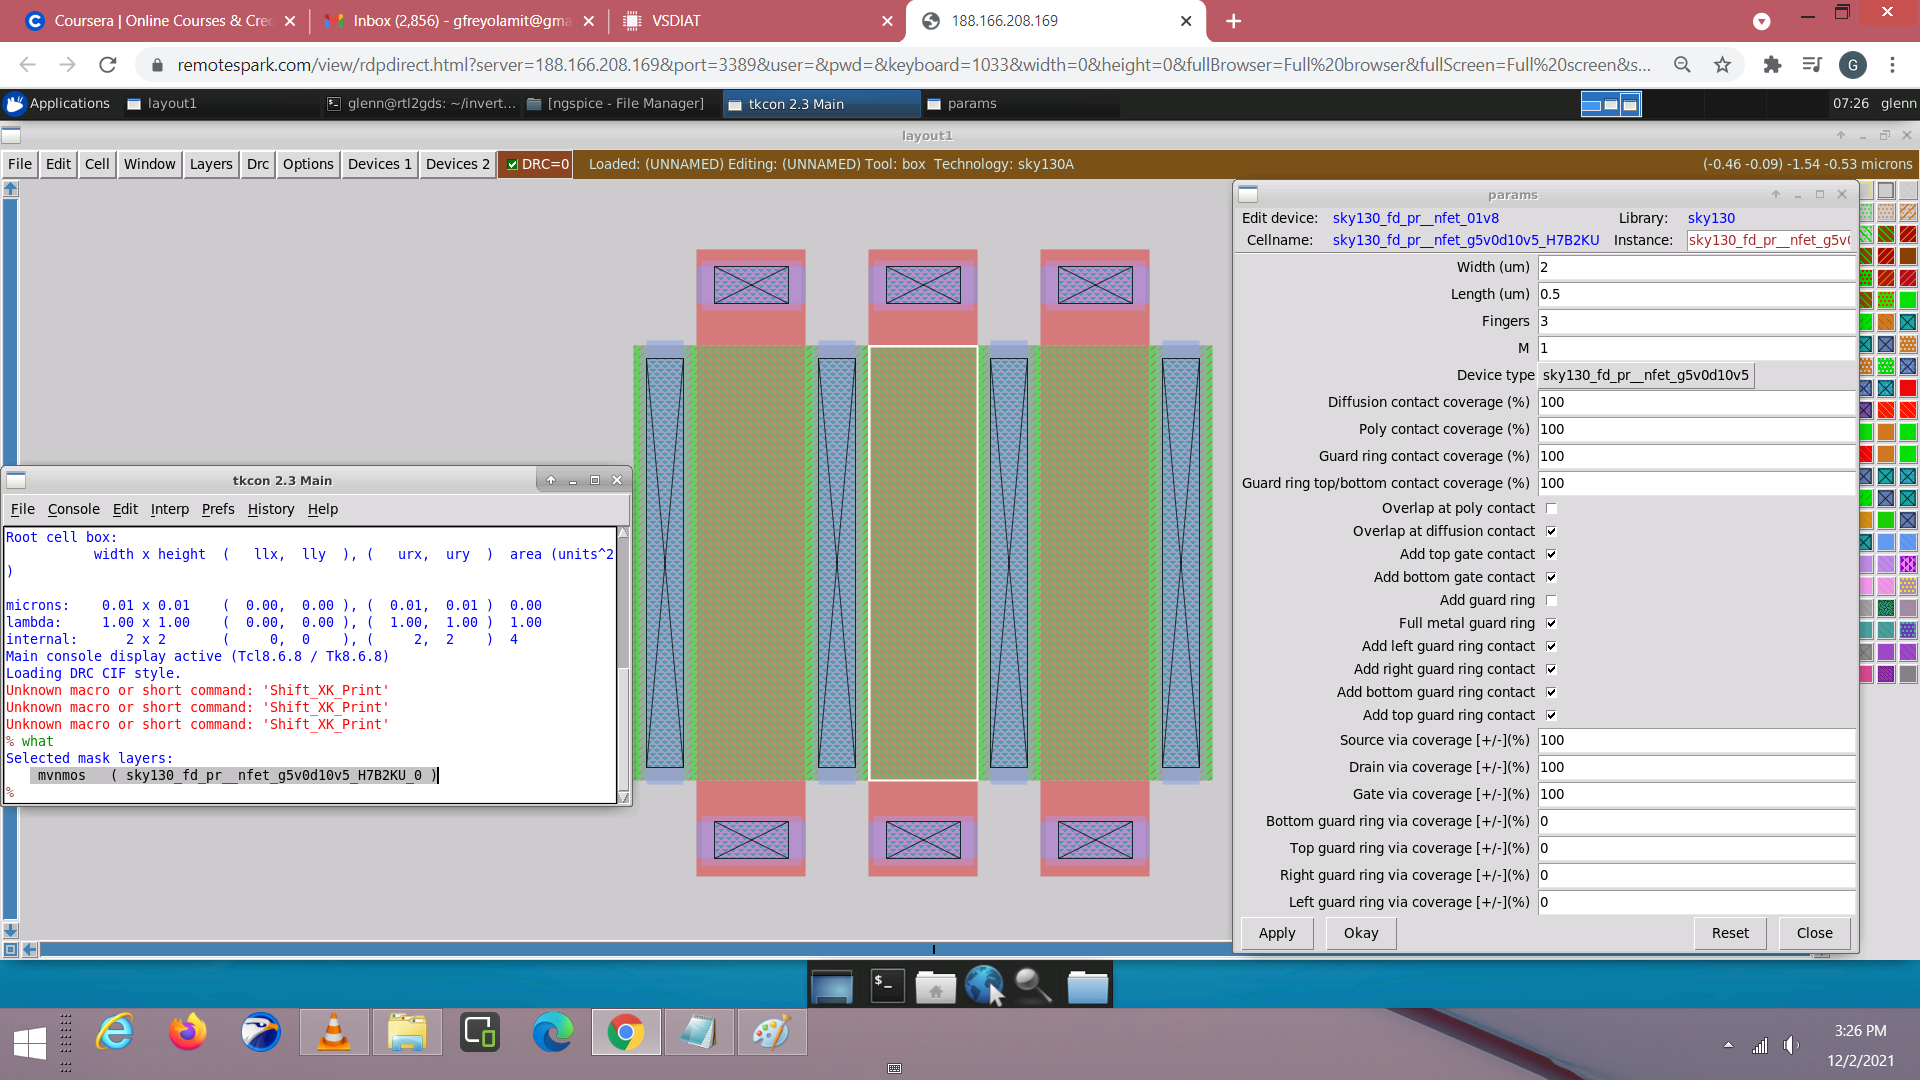 Coursera | Online Courses & Cre
Inbox (2,856) - gfreyolamit@gma
VSDIAT
188.166.208.169
remotespark.com/view/rdpdirect.html?server=188.166.208.169&port=3389&user=&pwd=&keyboard=1033&width=0&height=0&fullBrowser=Full%20browser&fullScreen=Full%20screen&s...
G
Applications
layout1
glenn@rtl2gds: ~/invert...
[ngspice - File Manager]
tkcon 2.3 Main
params
07:26
glenn
layout1
File Edit Cell Window Layers Drc Options Devices 1 Devices 2 DRC=0 Loaded: (UNNAMED) Editing: (UNNAMED) Tool: box Technology: sky130A (-0.46 -0.09) -1.54 -0.53 microns
params
Edit device: sky130_fd_pr__nfet_01v8 Library: sky130
Cellname: sky130_fd_pr__nfet_g5v0d10v5_H7B2KU Instance: sky130_fd_pr__nfet_g5v(
Width (um) 2
Length (um) 0.5
Fingers 3
M 1
Device type sky130_fd_pr__nfet_g5v0d10v5
Diffusion contact coverage (%) 100
Poly contact coverage (%) 100
Guard ring contact coverage (%) 100
Guard ring top/bottom contact coverage (%) 100
Overlap at poly contact
Overlap at diffusion contact
Add top gate contact
Add bottom gate contact
Add guard ring
Full metal guard ring
Add left guard ring contact
Add right guard ring contact
Add bottom guard ring contact
Add top guard ring contact
Source via coverage [+/-](%) 100
Drain via coverage [+/-](%) 100
Gate via coverage [+/-](%) 100
Bottom guard ring via coverage [+/-](%) 0
Top guard ring via coverage [+/-](%) 0
Right guard ring via coverage [+/-](%) 0
Left guard ring via coverage [+/-](%) 0
Apply Okay Reset Close
tkcon 2.3 Main
File Console Edit Interp Prefs History Help
Root cell box:
width x height ( llx, lly ), ( urx, ury ) area (units^2
)
microns: 0.01 x 0.01 ( 0.00, 0.00 ), ( 0.01, 0.01 ) 0.00
lambda: 1.00 x 1.00 ( 0.00, 0.00 ), ( 1.00, 1.00 ) 1.00
internal: 2 x 2 ( 0, 0 ), ( 2, 2 ) 4
Main console display active (Tcl8.6.8 / Tk8.6.8)
Loading DRC CIF style.
Unknown macro or short command: 'Shift_XK_Print'
Unknown macro or short command: 'Shift_XK_Print'
Unknown macro or short command: 'Shift_XK_Print'
% what
Selected mask layers:
mvnmos ( sky130_fd_pr__nfet_g5v0d10v5_H7B2KU_0 )
%
3:26 PM
12/2/2021